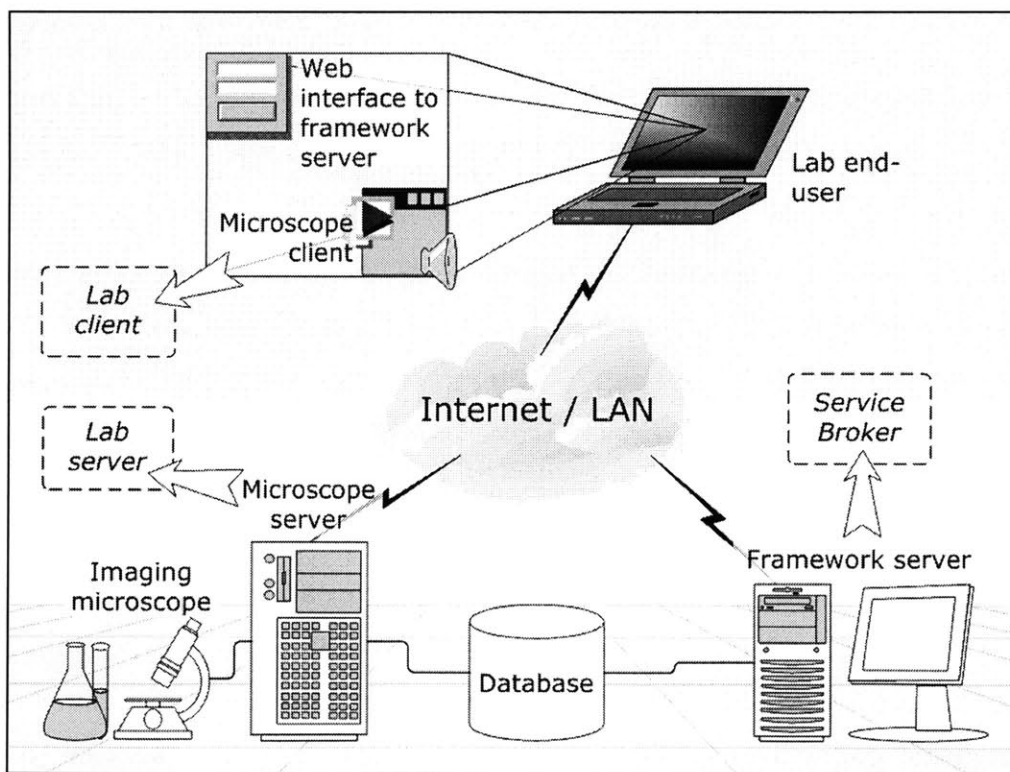 Web
interface to
framework
server
Lab end-
user
Microscope
client
Lab
client
Internet / LAN
Service
Broker
Lab
server
Microscope
server
Framework server
Imaging
microscope
Database